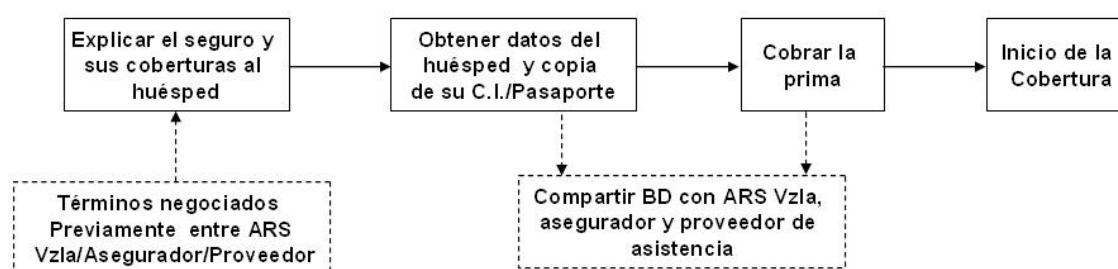 Explicar el seguro y
sus coberturas al
huésped
Obtener datos del
huésped y copia
de su C.I./Pasaporte
Cobrar la
prima
Inicio de la
Cobertura
Términos negociados
Previamente entre ARS
Vzla/Asegurador/Proveedor
Compartir BD con ARS Vzla,
asegurador y proveedor de
asistencia